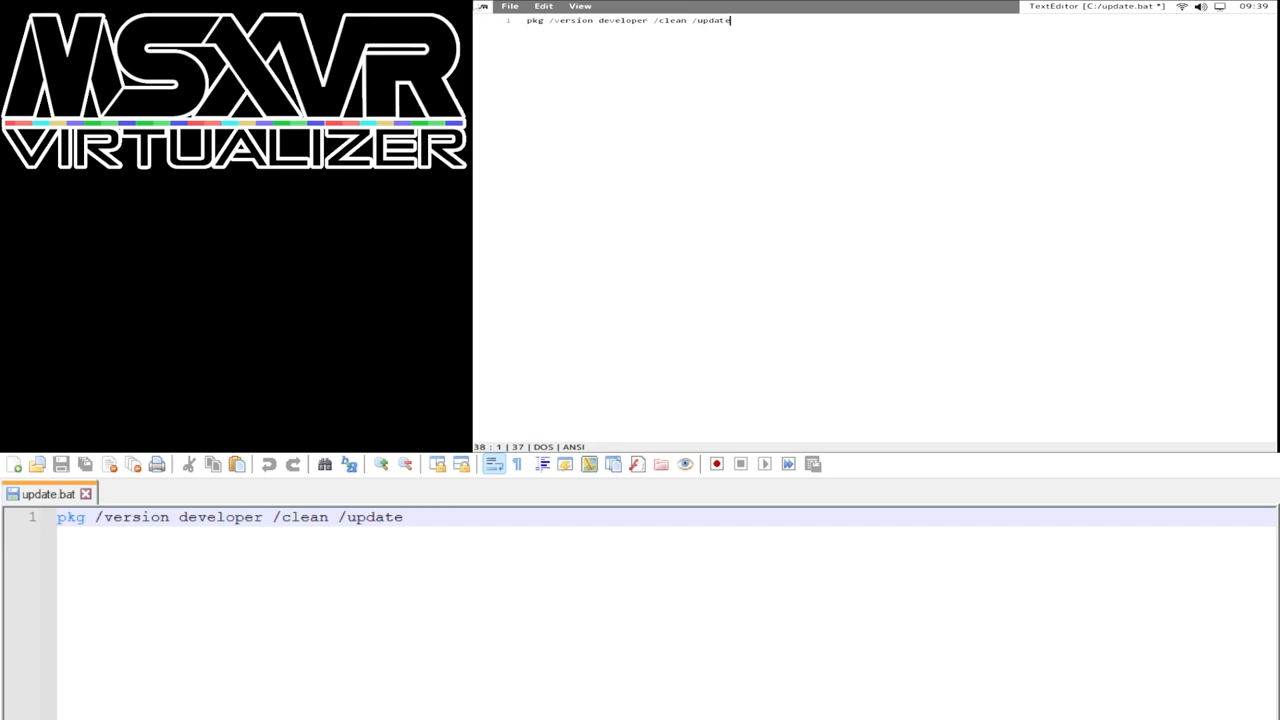 MSXVR
VIRTUALIZER
File Edit View
TextEditor [C:/update.bat *] 09:39
1 pkg /version developer /clean /update
38 : 1 | 37 | DOS | ANSI
update.bat
1 pkg /version developer /clean /update